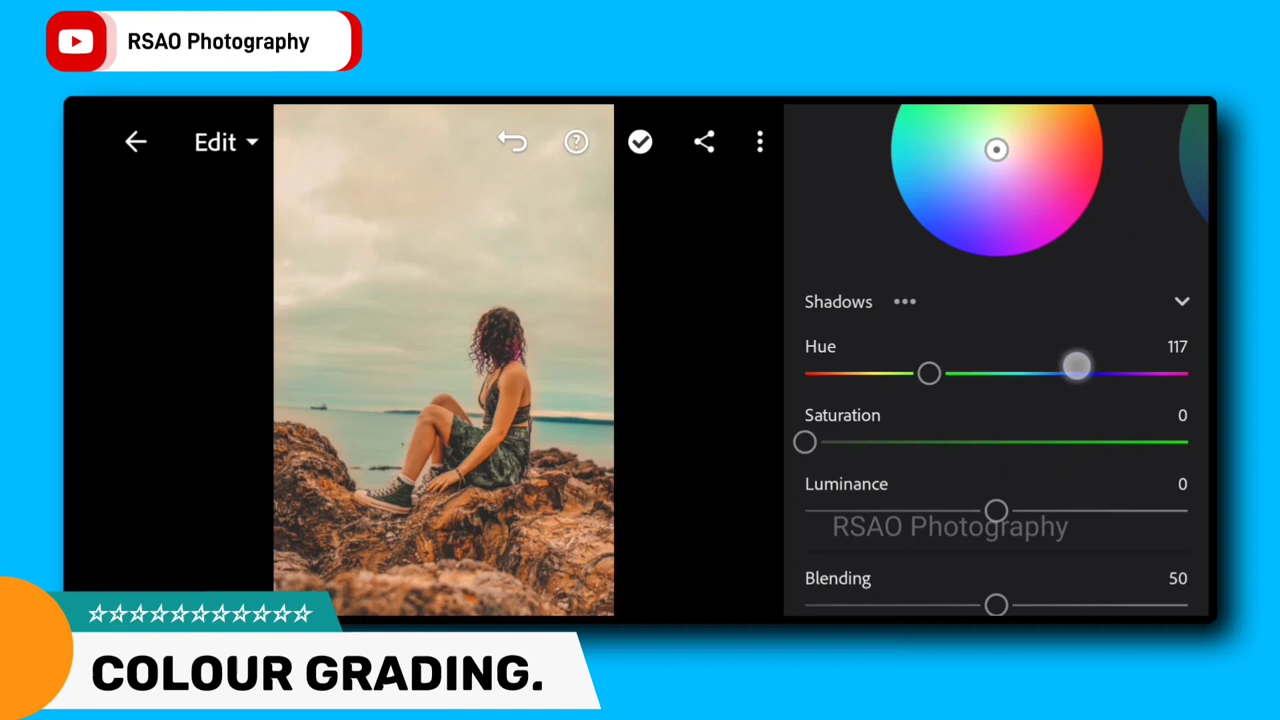 RSAO Photography
Edit
Shadows
Hue 117
Saturation 0
Luminance 0
RSAO Photography
Blending 50
COLOUR GRADING.